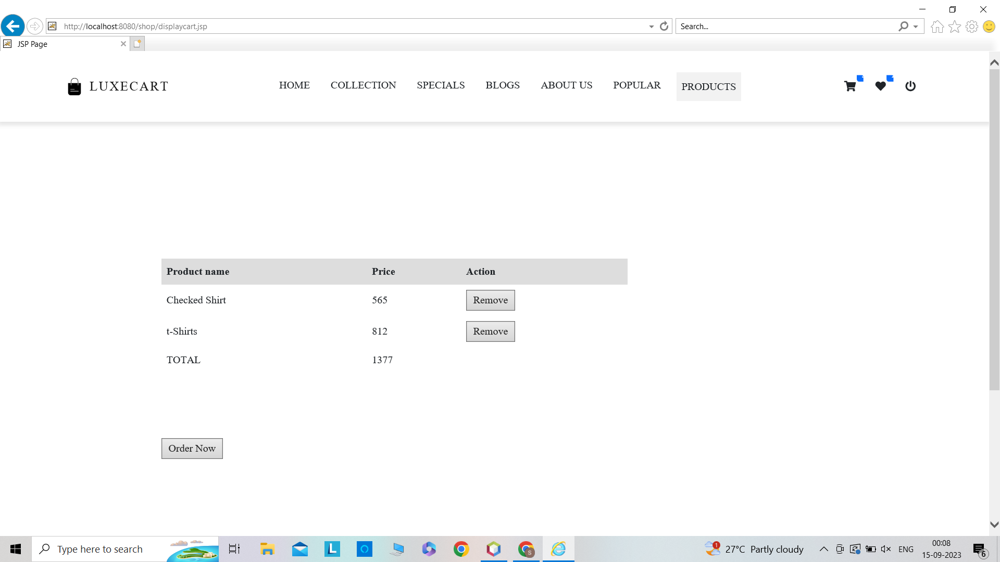 http://localhost:8080/shop/displaycart.jsp
Search...
JSP Page
LUXECART
HOME COLLECTION SPECIALS BLOGS ABOUT US POPULAR PRODUCTS
Product name Price Action
Checked Shirt 565 Remove
t-Shirts 812 Remove
TOTAL 1377
Order Now
Type here to search
L
S
1
27°C Partly cloudy
ENG
00:08
15-09-2023
6